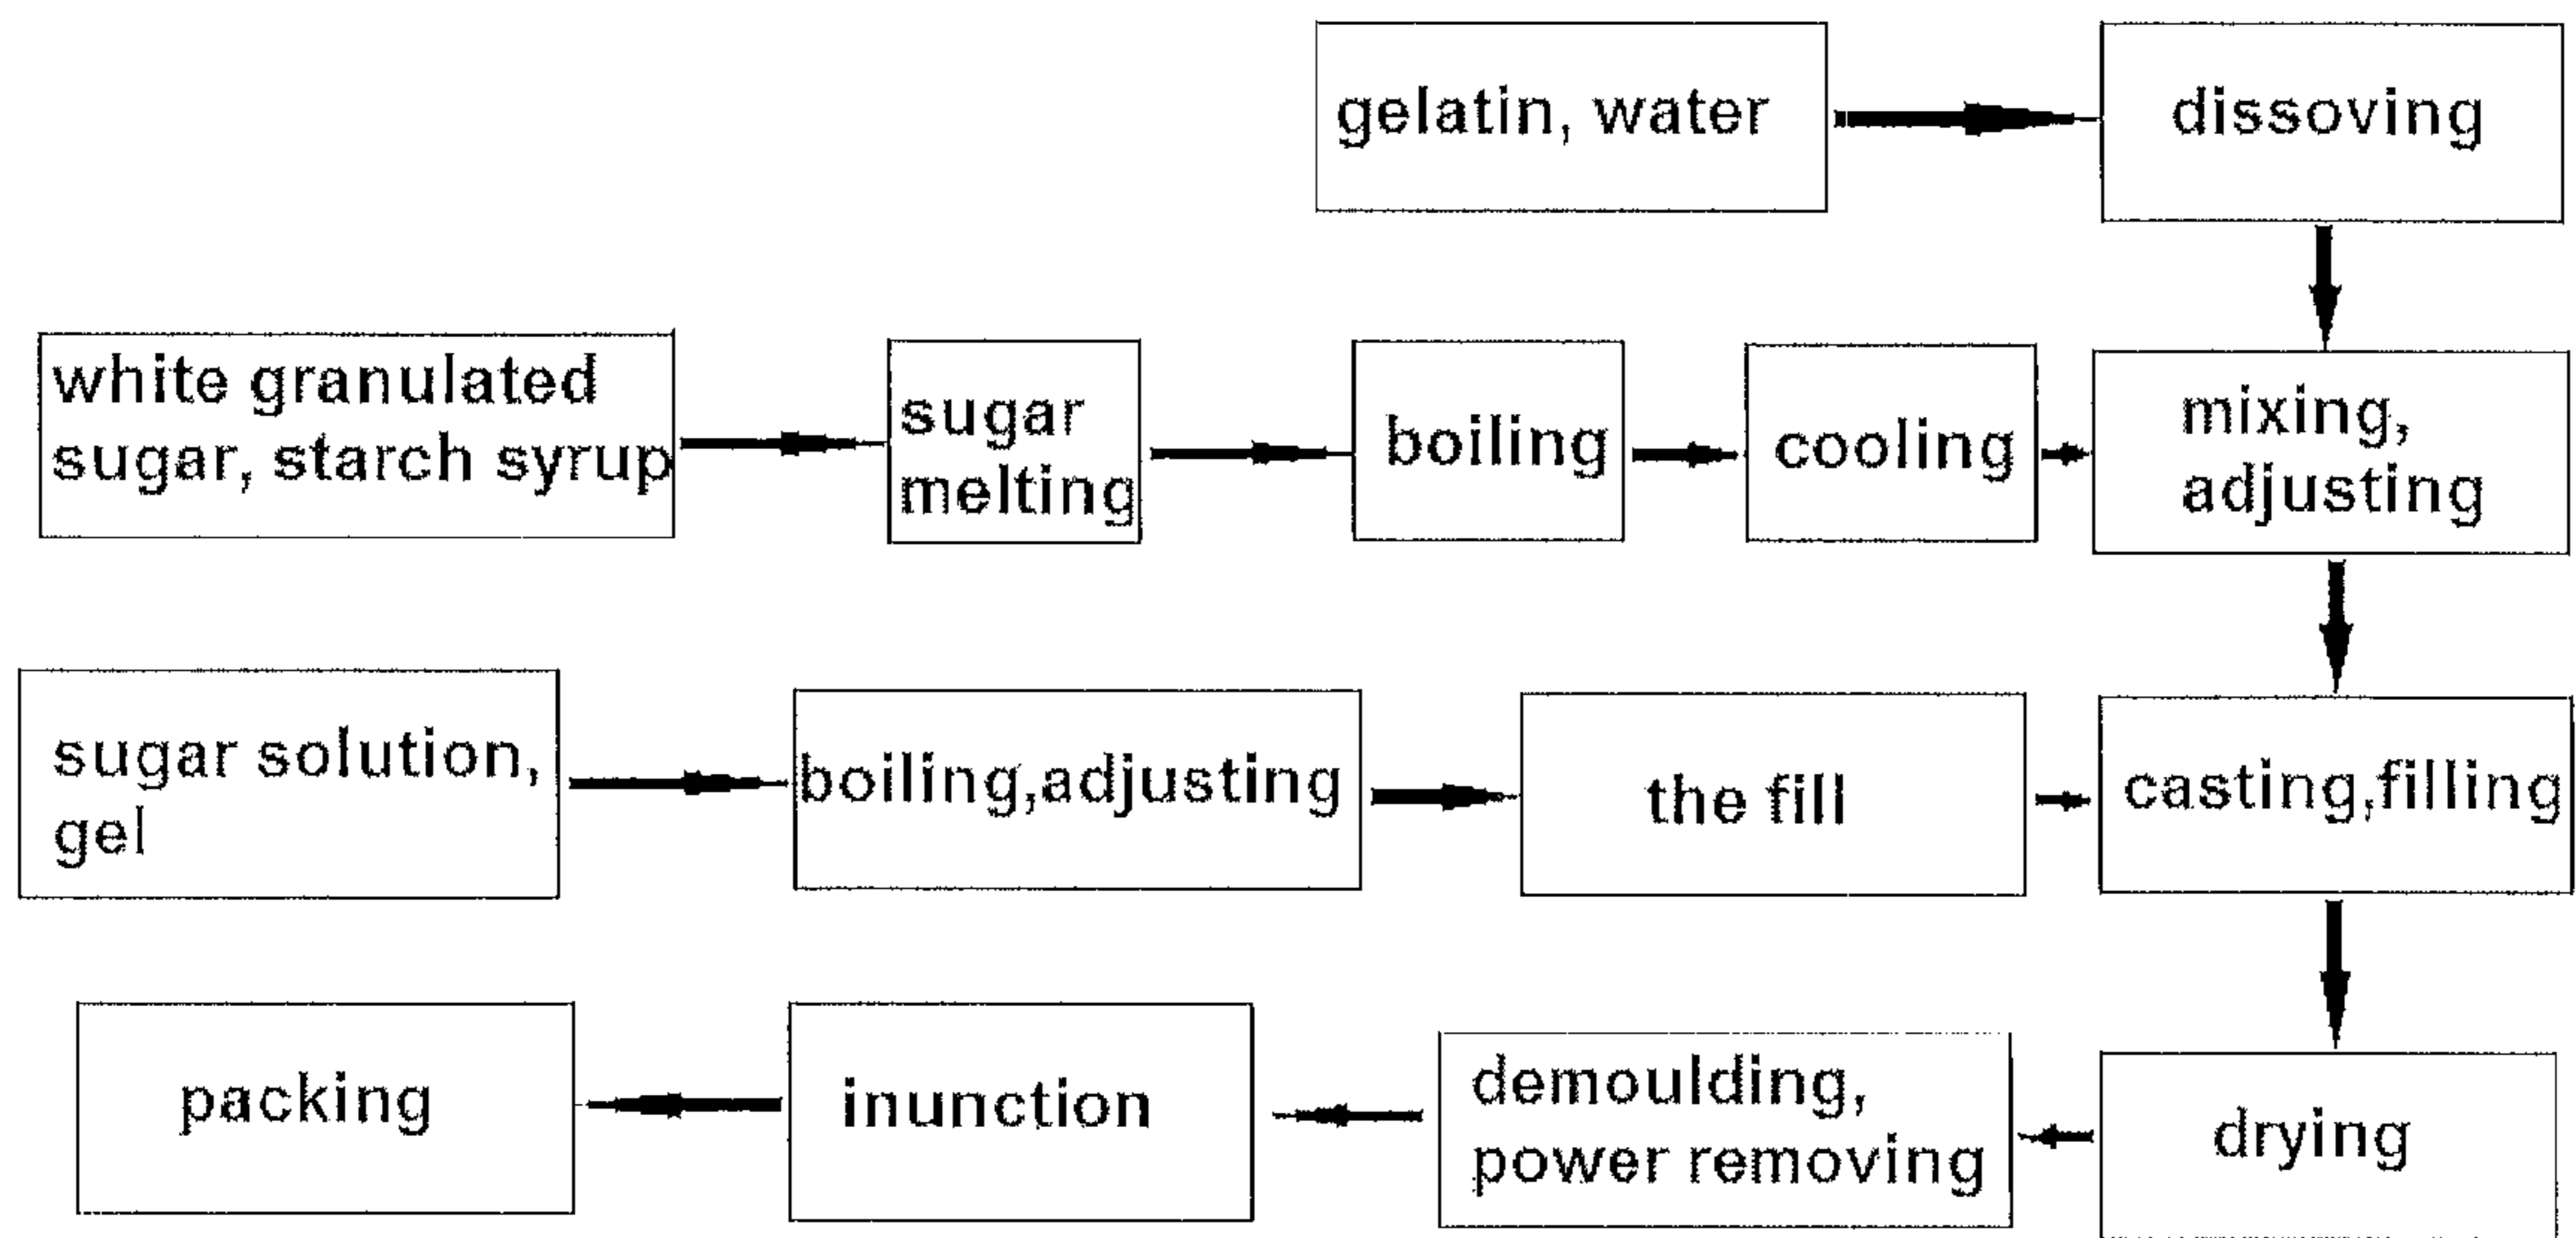 gelatin, water
dissoving
white granulated
sugar, starch syrup
sugar
melting
boiling
cooling
mixing,
adjusting
sugar solution,
gel
boiling,adjusting
the fill
casting,filling
packing
inunction
demoulding,
power removing
drying